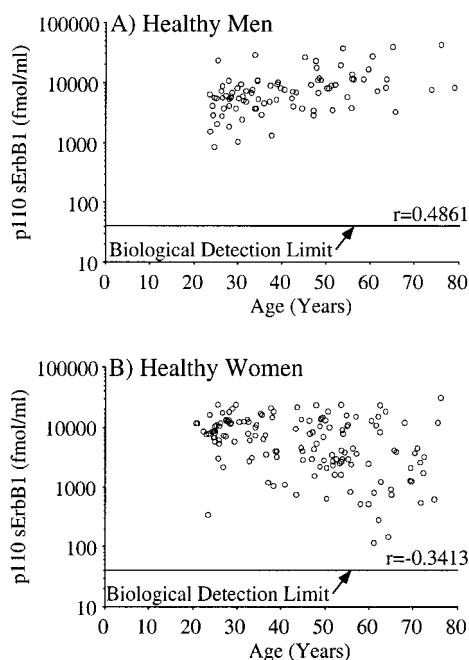 A) Healthy Men
p110 sErbB1 (fmol/ml)
100000
10000
1000
100
10
r=0.4861
Biological Detection Limit
0 10 20 30 40 50 60 70 80
Age (Years)
B) Healthy Women
p110 sErbB1 (fmol/ml)
100000
10000
1000
100
10
r=-0.3413
Biological Detection Limit
0 10 20 30 40 50 60 70 80
Age (Years)